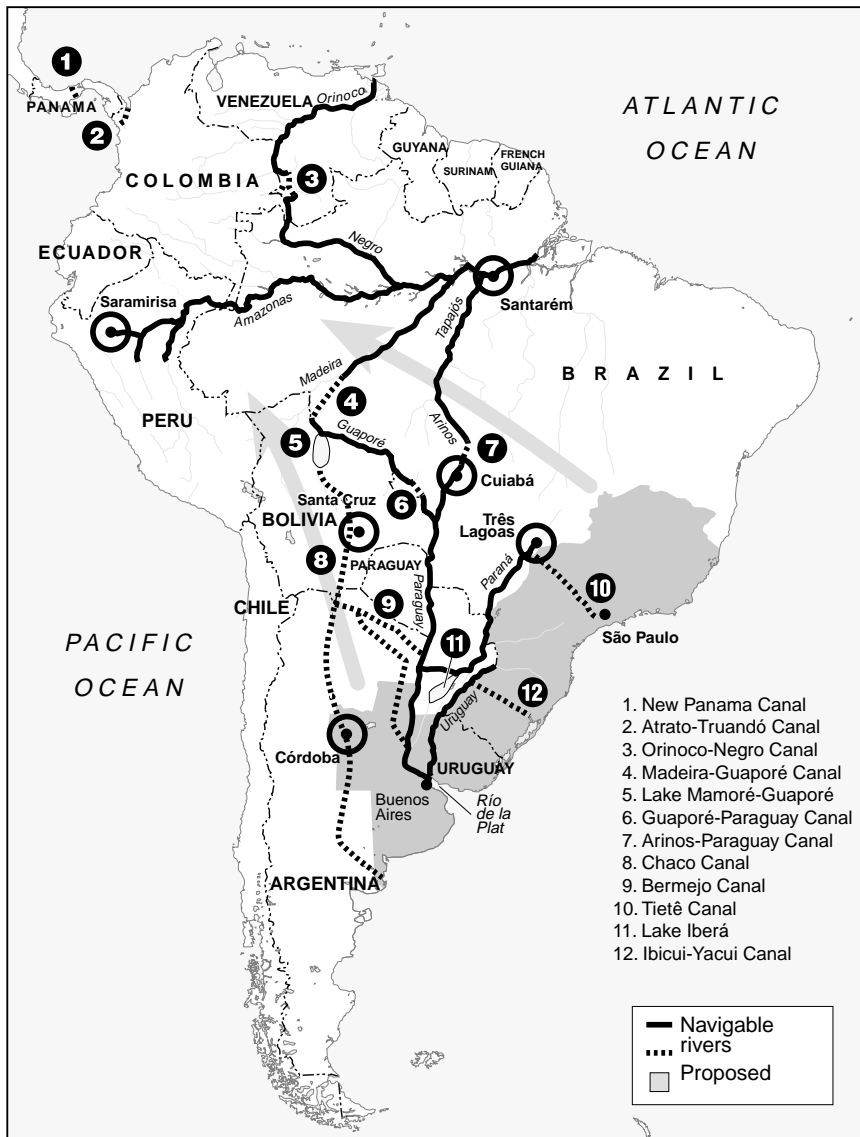 1
PANAMA
2
VENEZUELA
Orinoco
ATLANTIC
OCEAN
GUYANA
SURINAM
FRENCH
GUIANA
COLOMBIA
3
ECUADOR
Negro
Saramirisa
Amazonas
Santarém
Tapajós
BRAZIL
Madeira
4
PERU
Arinos
5
Guaporé
7
Cuiabá
6
Santa Cruz
BOLIVIA
Três
Lagoas
8
PARAGUAY
Paraguay
Paraná
9
10
CHILE
São Paulo
PACIFIC
OCEAN
11
12
Uruguay
Córdoba
URUGUAY
Buenos
Aires
Río
de la
Plat
ARGENTINA
1. New Panama Canal
2. Atrato-Truandó Canal
3. Orinoco-Negro Canal
4. Madeira-Guaporé Canal
5. Lake Mamoré-Guaporé
6. Guaporé-Paraguay Canal
7. Arinos-Paraguay Canal
8. Chaco Canal
9. Bermejo Canal
10. Tietê Canal
11. Lake Iberá
12. Ibicui-Yacui Canal
Navigable
rivers
Proposed